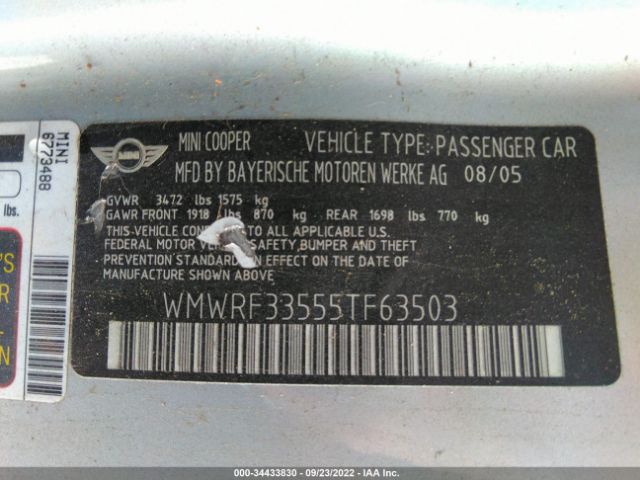 MINI
6773488
lbs.
'S
ER
L-
N
MINI
MINI COOPER VEHICLE TYPE: PASSENGER CAR
MFD BY BAYERISCHE MOTOREN WERKE AG 08/05
GVWR 3472 lbs 1575 kg
GAWR FRONT 1918 lbs 870 kg REAR 1698 lbs 770 kg
THIS VEHICLE TO ALL APPLICABLE U.S.
FEDERAL MOTOR SAFETY, BUMPER AND THEFT
PREVENTION STANDARD EFFECT ON THE DATE OF
MANUFACTURE SHOWN ABOVE
WMWRF33555TF63503
000-34433830 - 09/23/2022 - IAA Inc.